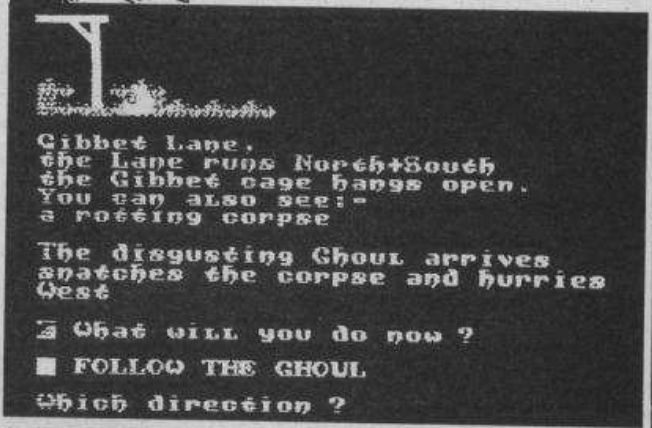 Gibbet Lane.
the Lane runs North+South
the Gibbet cage hangs open.
You can also see:-
a rotting corpse
The disgusting Ghoul arrives
snatches the corpse and hurries
West
What will you do now ?
FOLLOW THE GHOUL
Which direction ?